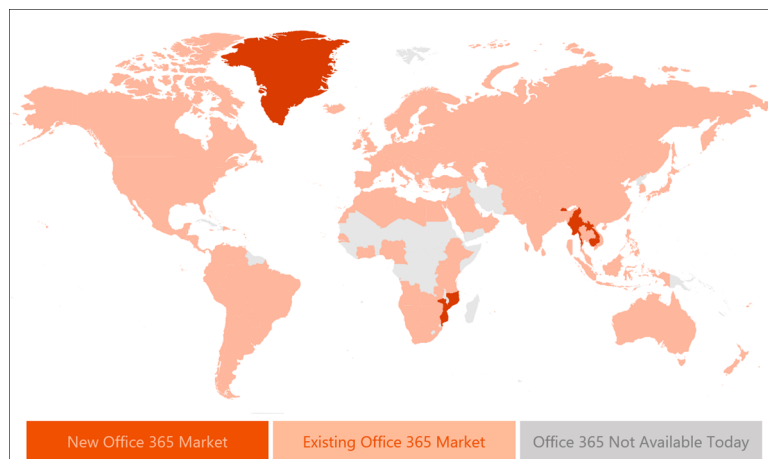 New Office 365 Market
Existing Office 365 Market
Office 365 Not Available Today